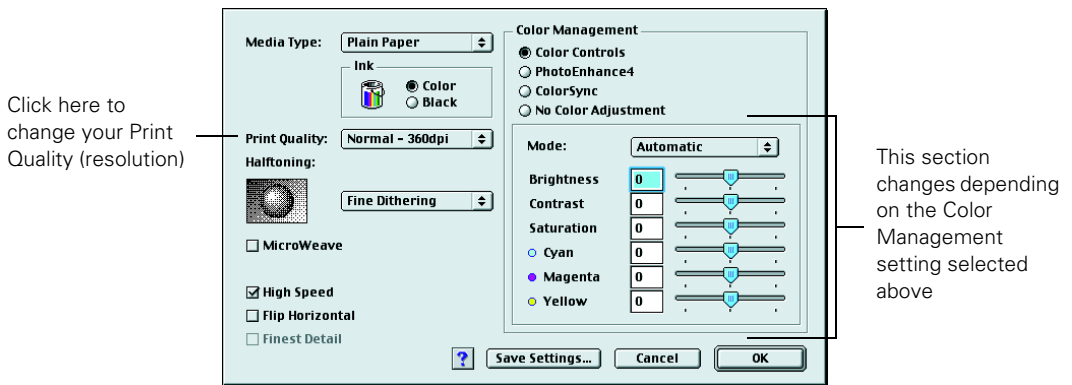 Click here to
change your Print
Quality (resolution)
Media Type: Plain Paper
Ink
Color
Black
Print Quality: Normal - 360dpi
Halftoning:
Fine Dithering
MicroWeave
High Speed
Flip Horizontal
Finest Detail
Color Management
Color Controls
PhotoEnhance4
ColorSync
No Color Adjustment
Mode: Automatic
Brightness 0
Contrast 0
Saturation 0
Cyan 0
Magenta 0
Yellow 0
? Save Settings... Cancel OK
This section
changes depending
on the Color
Management
setting selected
above